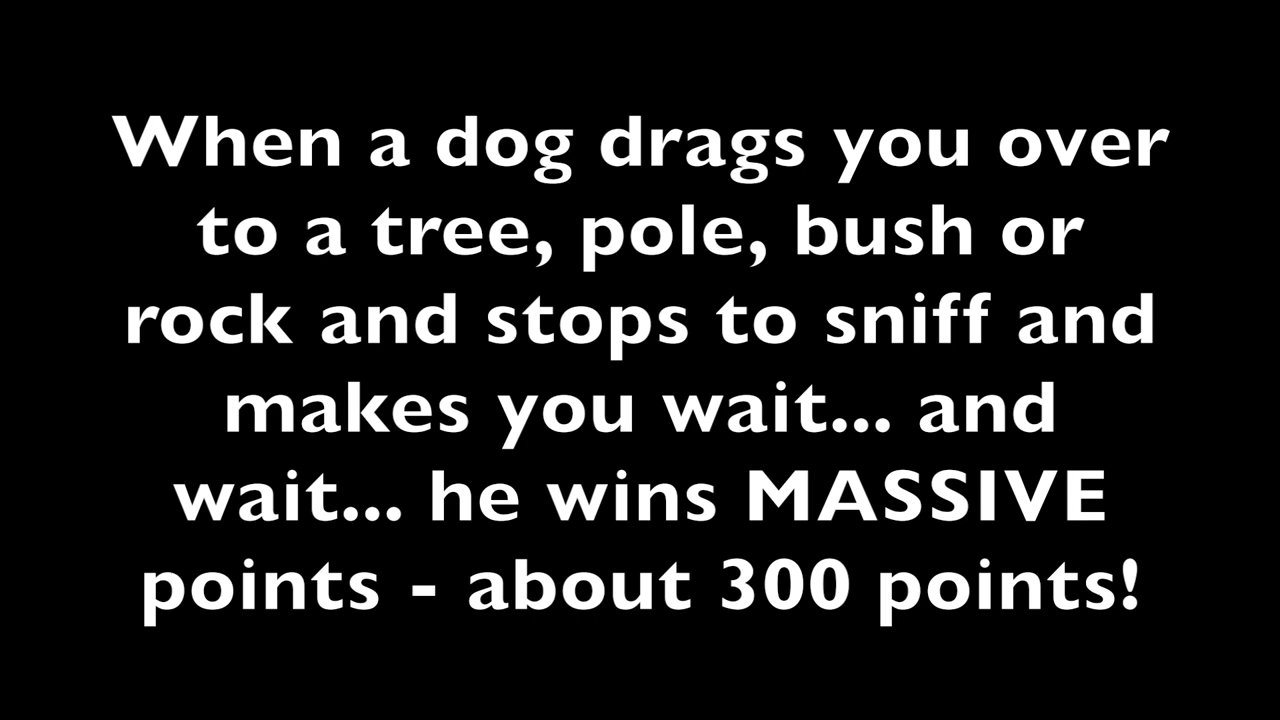 When a dog drags you over
to a tree, pole, bush or
rock and stops to sniff and
makes you wait... and
wait... he wins MASSIVE
points - about 300 points!